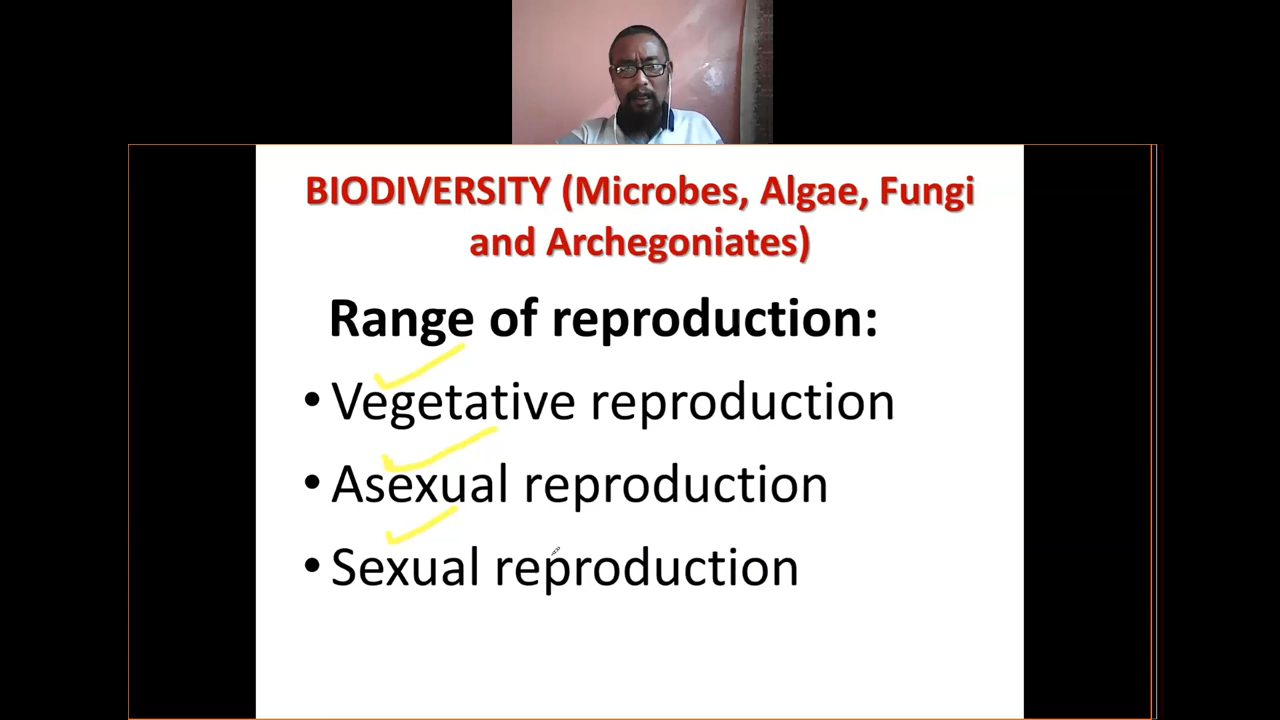 BIODIVERSITY (Microbes, Algae, Fungi
and Archegoniates)
Range of reproduction:
• Vegetative reproduction
• Asexual reproduction
• Sexual reproduction